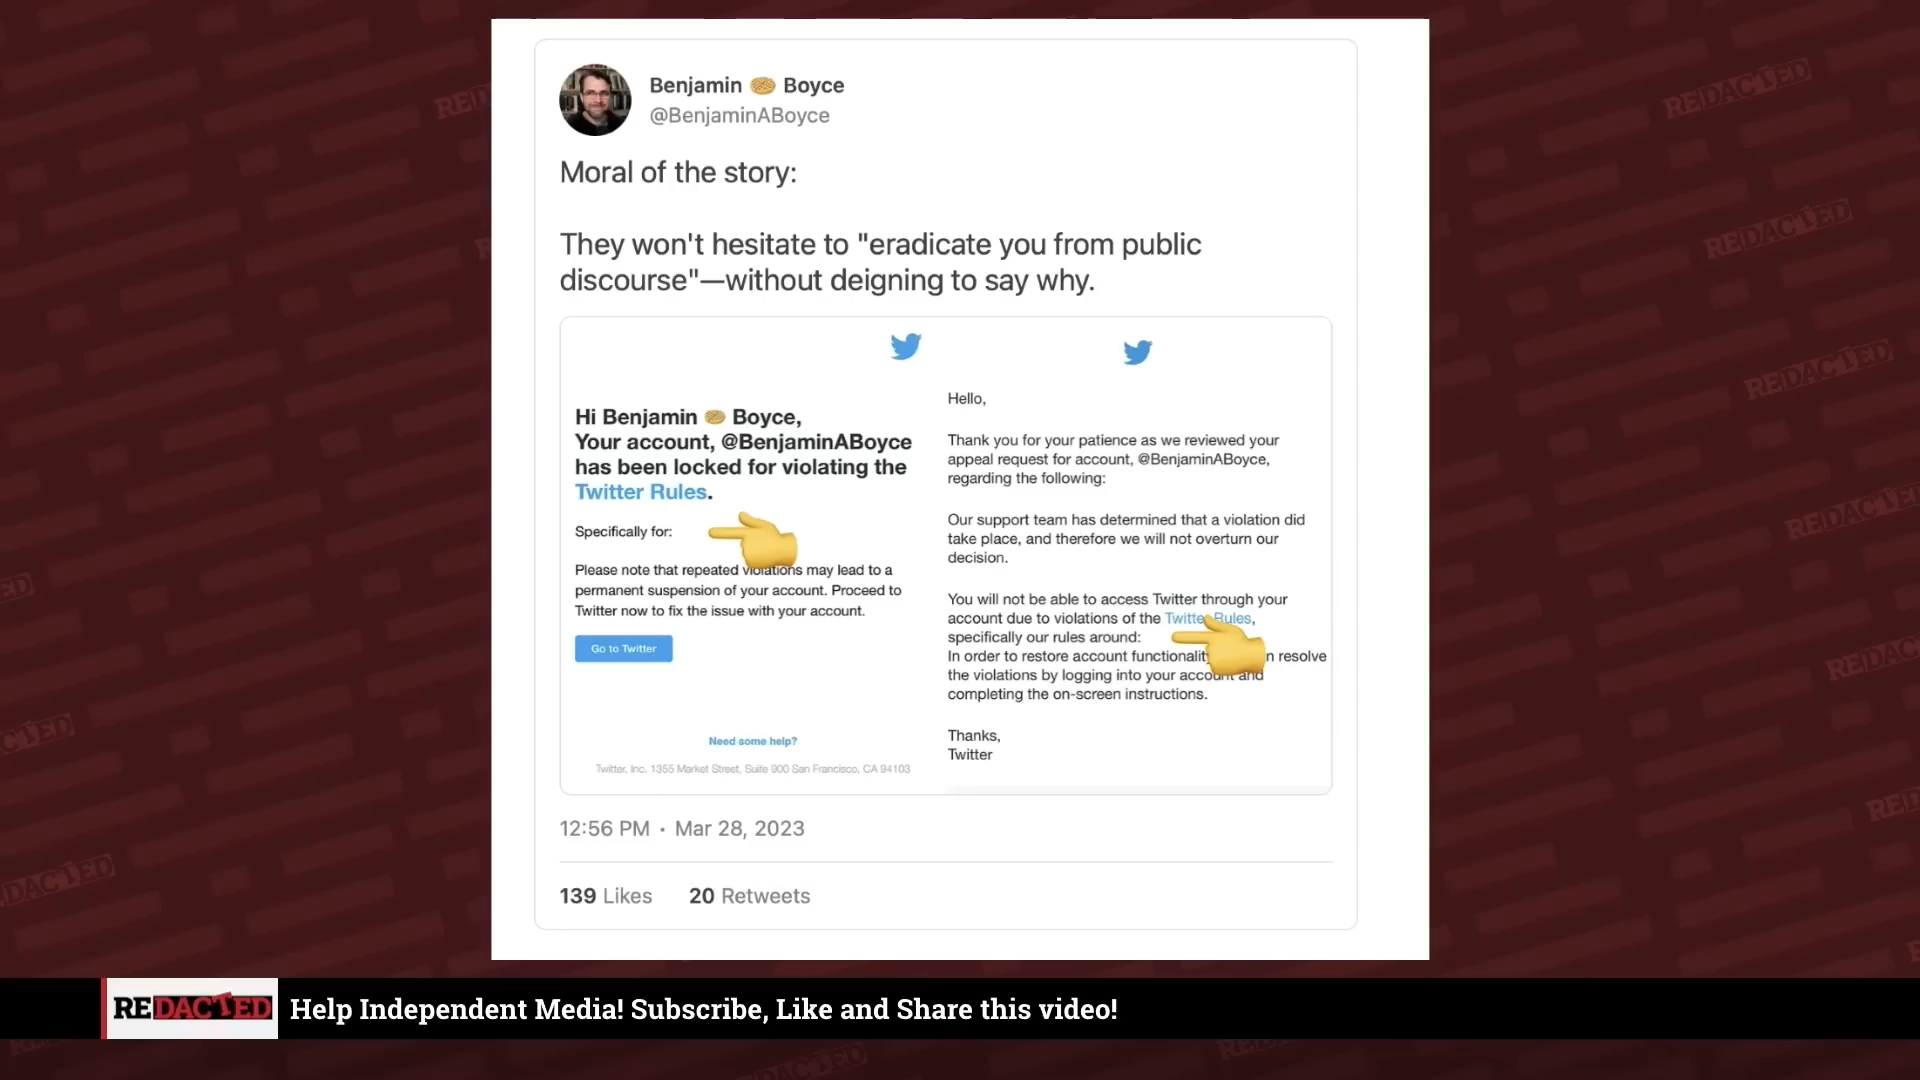 Benjamin 🥧 Boyce
@BenjaminABoyce
Moral of the story:
They won't hesitate to "eradicate you from public
discourse"—without deigning to say why.
Hi Benjamin 🥧 Boyce,
Your account, @BenjaminABoyce
has been locked for violating the
Twitter Rules.
Specifically for:
Please note that repeated violations may lead to a
permanent suspension of your account. Proceed to
Twitter now to fix the issue with your account.
Go to Twitter
Need some help?
Twitter, Inc. 1355 Market Street, Suite 900 San Francisco, CA 94103
Hello,
Thank you for your patience as we reviewed your
appeal request for account, @BenjaminABoyce,
regarding the following:
Our support team has determined that a violation did
take place, and therefore we will not overturn our
decision.
You will not be able to access Twitter through your
account due to violations of the Twitter Rules,
specifically our rules around:
In order to restore account functionality n resolve
the violations by logging into your account and
completing the on-screen instructions.
Thanks,
Twitter
12:56 PM · Mar 28, 2023
139 Likes 20 Retweets
REDACTED Help Independent Media! Subscribe, Like and Share this video!
REDACTED
REDACTED
REDACTED
REDACTED